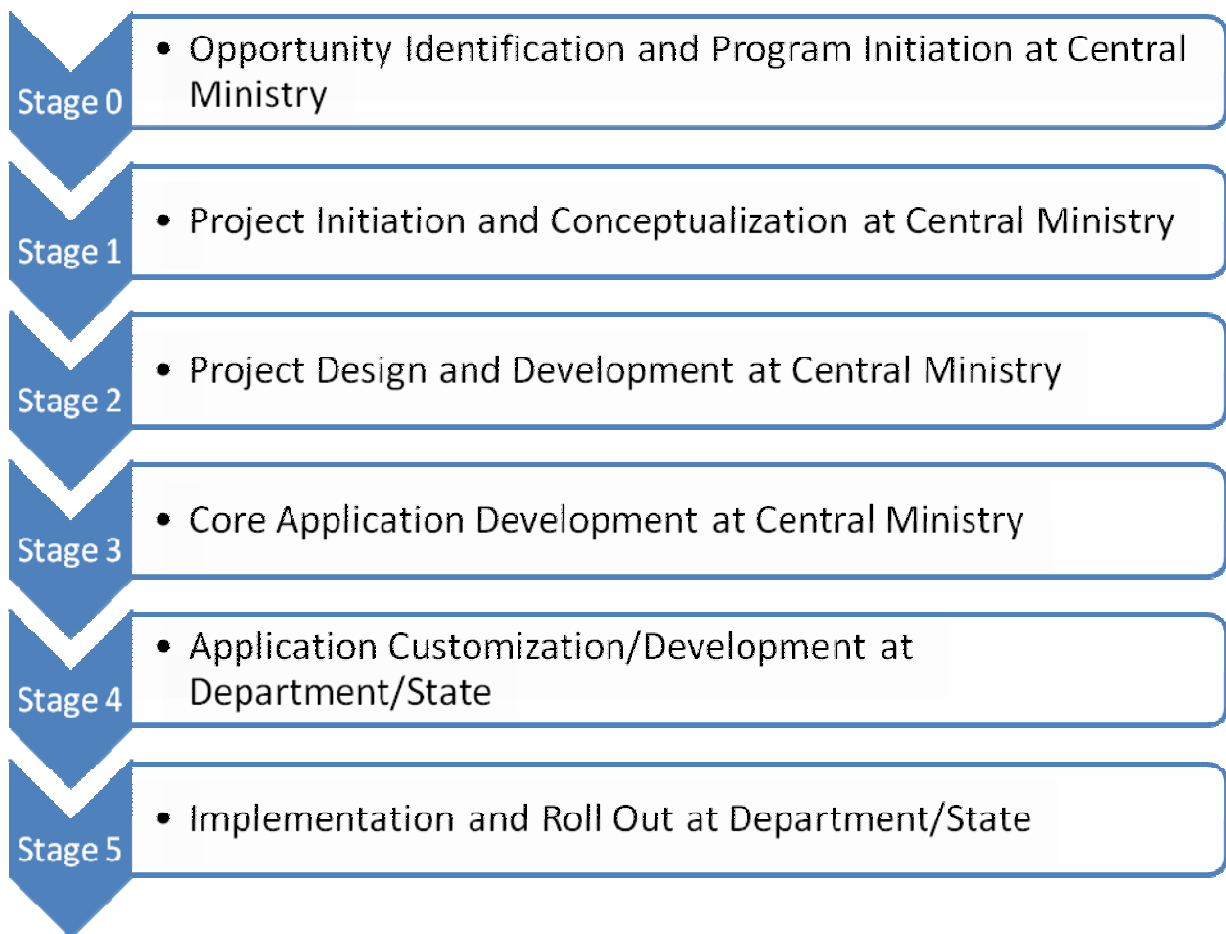 Stage 0
• Opportunity Identification and Program Initiation at Central
Ministry
Stage 1
• Project Initiation and Conceptualization at Central Ministry
Stage 2
• Project Design and Development at Central Ministry
Stage 3
• Core Application Development at Central Ministry
Stage 4
• Application Customization/Development at
Department/State
Stage 5
• Implementation and Roll Out at Department/State